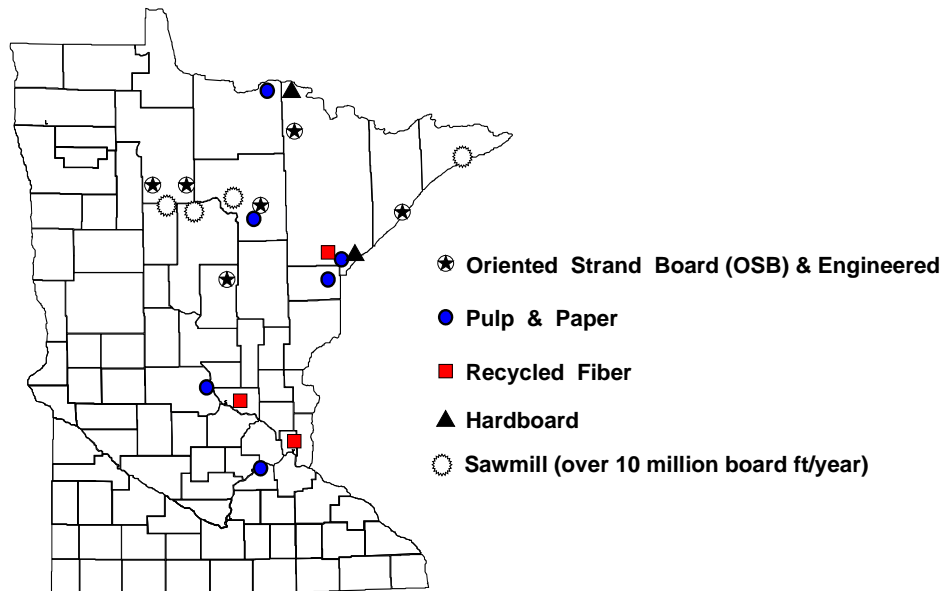 Oriented Strand Board (OSB) & Engineered
Pulp & Paper
Recycled Fiber
Hardboard
Sawmill (over 10 million board ft/year)